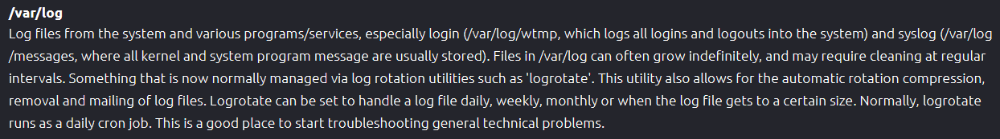 /var/log
Log files from the system and various programs/services, especially login (/var/log/wtmp, which logs all logins and logouts into the system) and syslog (/var/log
/messages, where all kernel and system program message are usually stored). Files in /var/log can often grow indefinitely, and may require cleaning at regular
intervals. Something that is now normally managed via log rotation utilities such as 'logrotate'. This utility also allows for the automatic rotation compression,
removal and mailing of log files. Logrotate can be set to handle a log file daily, weekly, monthly or when the log file gets to a certain size. Normally, logrotate
runs as a daily cron job. This is a good place to start troubleshooting general technical problems.